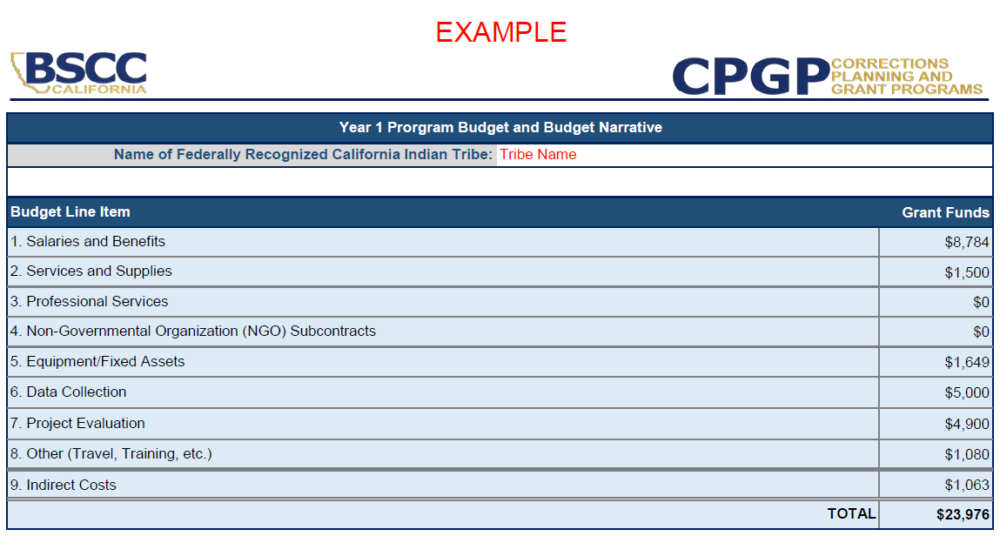 EXAMPLE
BSCC
CALIFORNIA
CPGP
CORRECTIONS
PLANNING AND
GRANT PROGRAMS
Year 1 Prorgram Budget and Budget Narrative
Name of Federally Recognized California Indian Tribe: Tribe Name
Budget Line Item Grant Funds
1. Salaries and Benefits $8,784
2. Services and Supplies $1,500
3. Professional Services $0
4. Non-Governmental Organization (NGO) Subcontracts $0
5. Equipment/Fixed Assets $1,649
6. Data Collection $5,000
7. Project Evaluation $4,900
8. Other (Travel, Training, etc.) $1,080
9. Indirect Costs $1,063
TOTAL $23,976